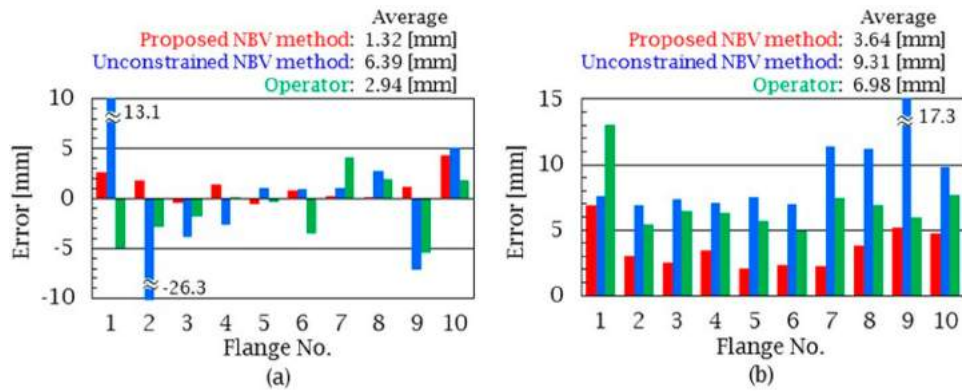 Average
Proposed NBV method: 1.32 [mm]
Unconstrained NBV method: 6.39 [mm]
Operator: 2.94 [mm]
10
5
0
-5
-10
Error [mm]
13.1
-26.3
1 2 3 4 5 6 7 8 9 10
Flange No.
(a)
Average
Proposed NBV method: 3.64 [mm]
Unconstrained NBV method: 9.31 [mm]
Operator: 6.98 [mm]
15
10
5
0
Error [mm]
17.3
1 2 3 4 5 6 7 8 9 10
Flange No.
(b)